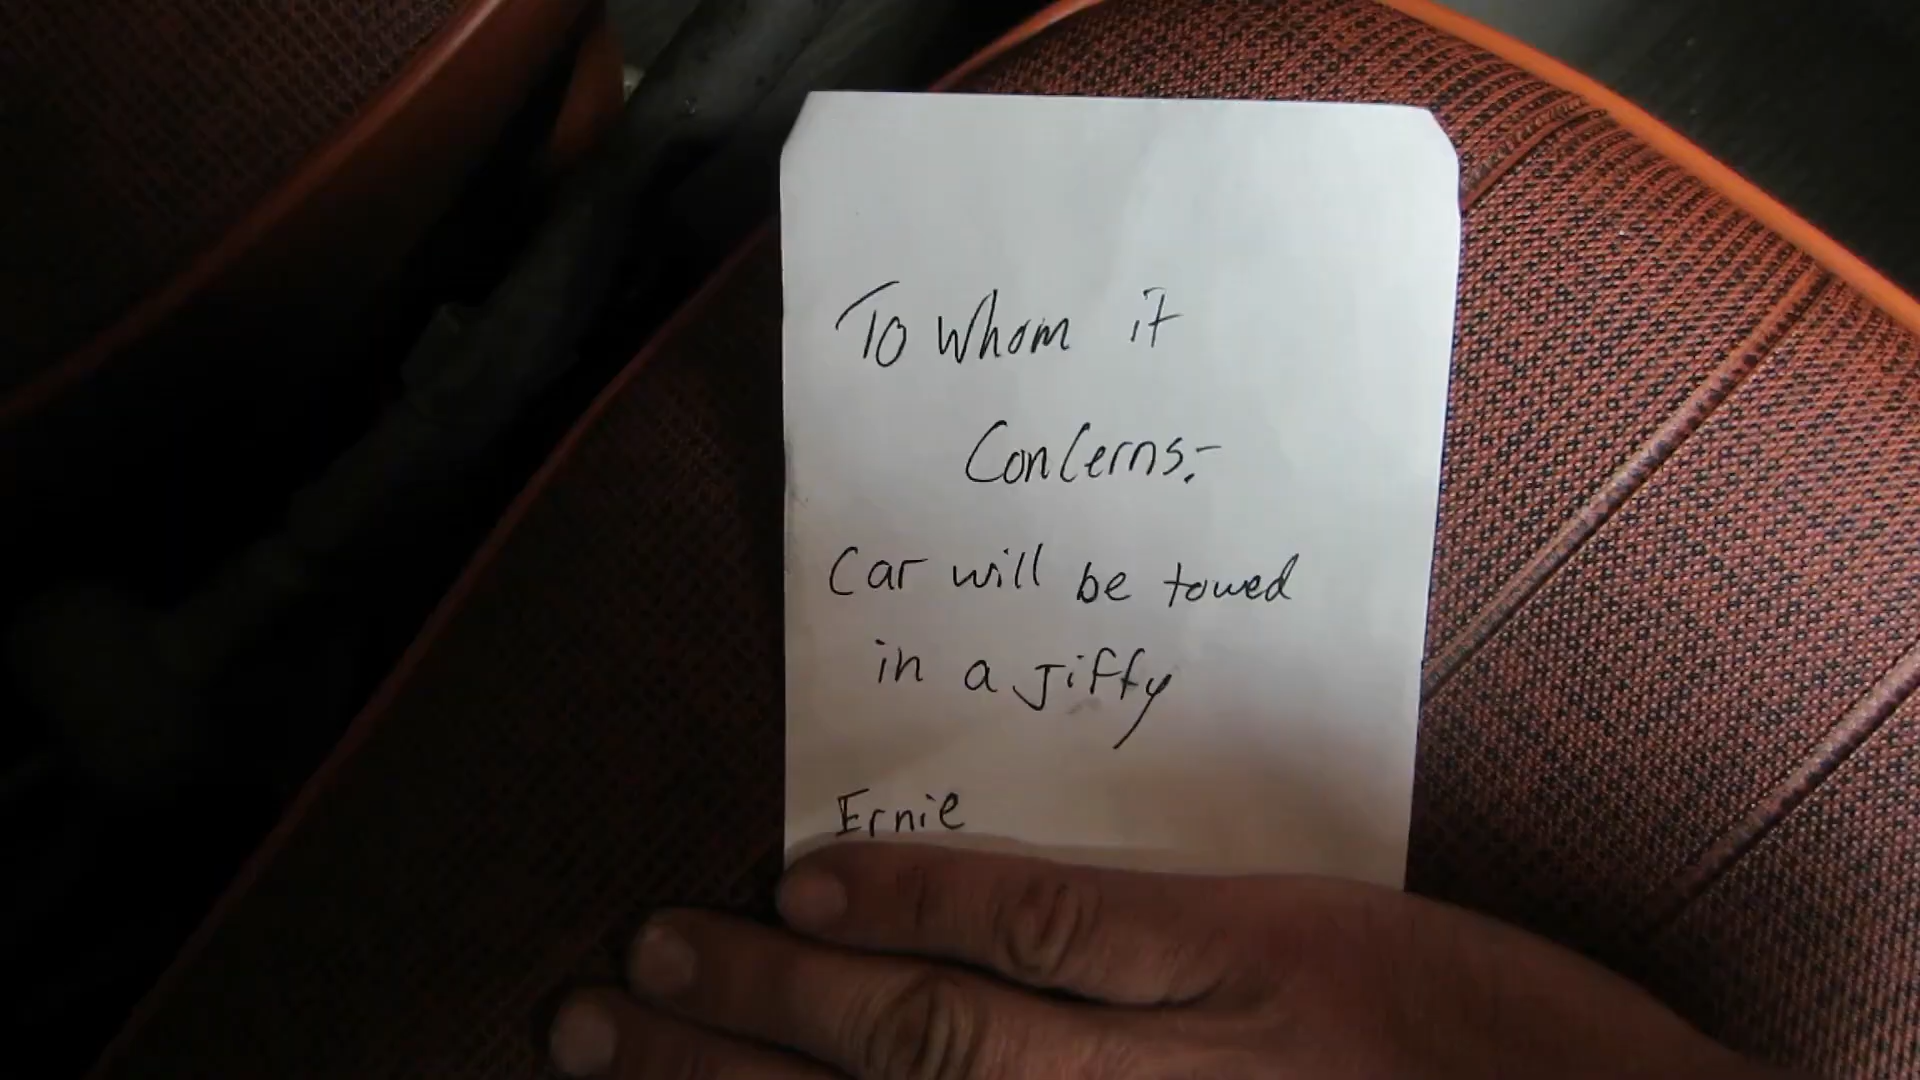 To Whom it
Concerns:-
Car will be towed
in a Jiffy
Ernie